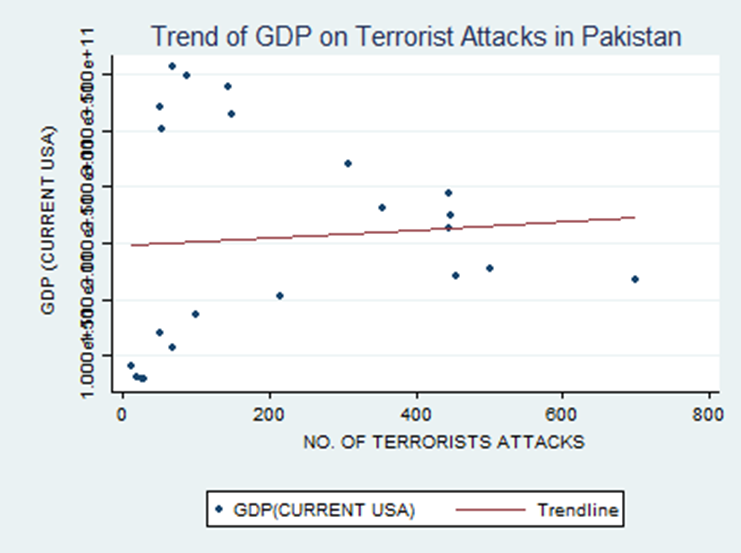 Trend of GDP on Terrorist Attacks in Pakistan
GDP (CURRENT USA)
0 200 400 600 800
NO. OF TERRORISTS ATTACKS
GDP(CURRENT USA) Trendline